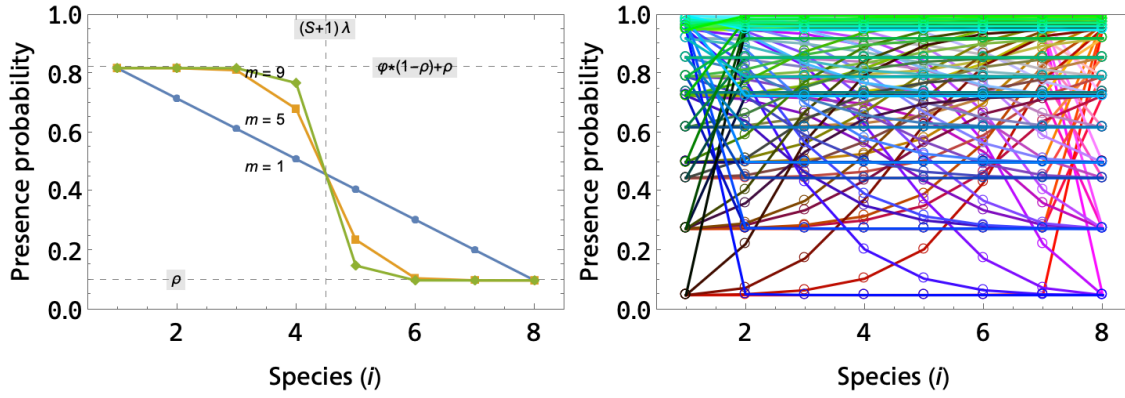 1.0
0.8
0.6
0.4
0.2
0.0
Presence probability
(S+1) λ
φ★(1−ρ)+ρ
m = 9
m = 5
m = 1
ρ
2
4
6
8
Species (i)
1.0
0.8
0.6
0.4
0.2
0.0
Presence probability
2
4
6
8
Species (i)